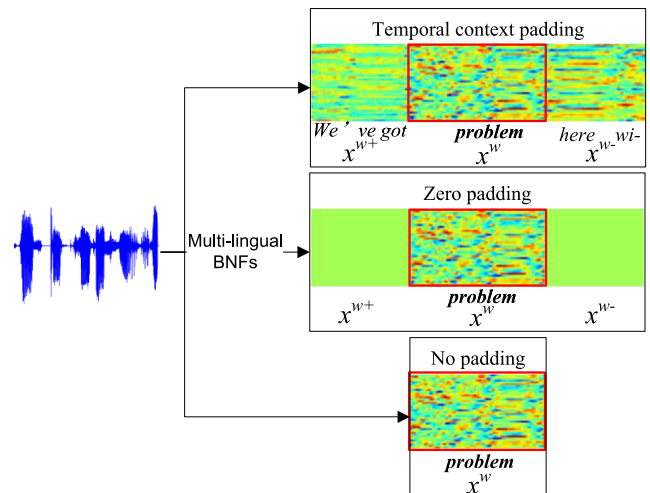 Temporal context padding
We've got problem here wi-
x^{w+} x^w x^{w-}
Multi-lingual
BNFs
Zero padding
problem
x^{w+} x^w x^{w-}
No padding
problem
x^w